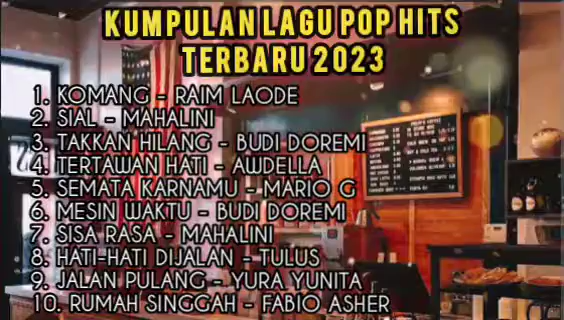 KUMPULAN LAGU POP HITS
TERBARU 2023
1. KOMANG - RAIM LAODE
2. SIAL - MAHALINI
3. TAKKAN HILANG - BUDI DOREMI
4. TERTAWAN HATI - AWDELLA
5. SEMATA KARNAMU - MARIO G
6. MESIN WAKTU - BUDI DOREMI
7. SISA RASA - MAHALINI
8. HATI-HATI DIJALAN - TULUS
9. JALAN PULANG - YURA YUNITA
10. RUMAH SINGGAH - FABIO ASHER